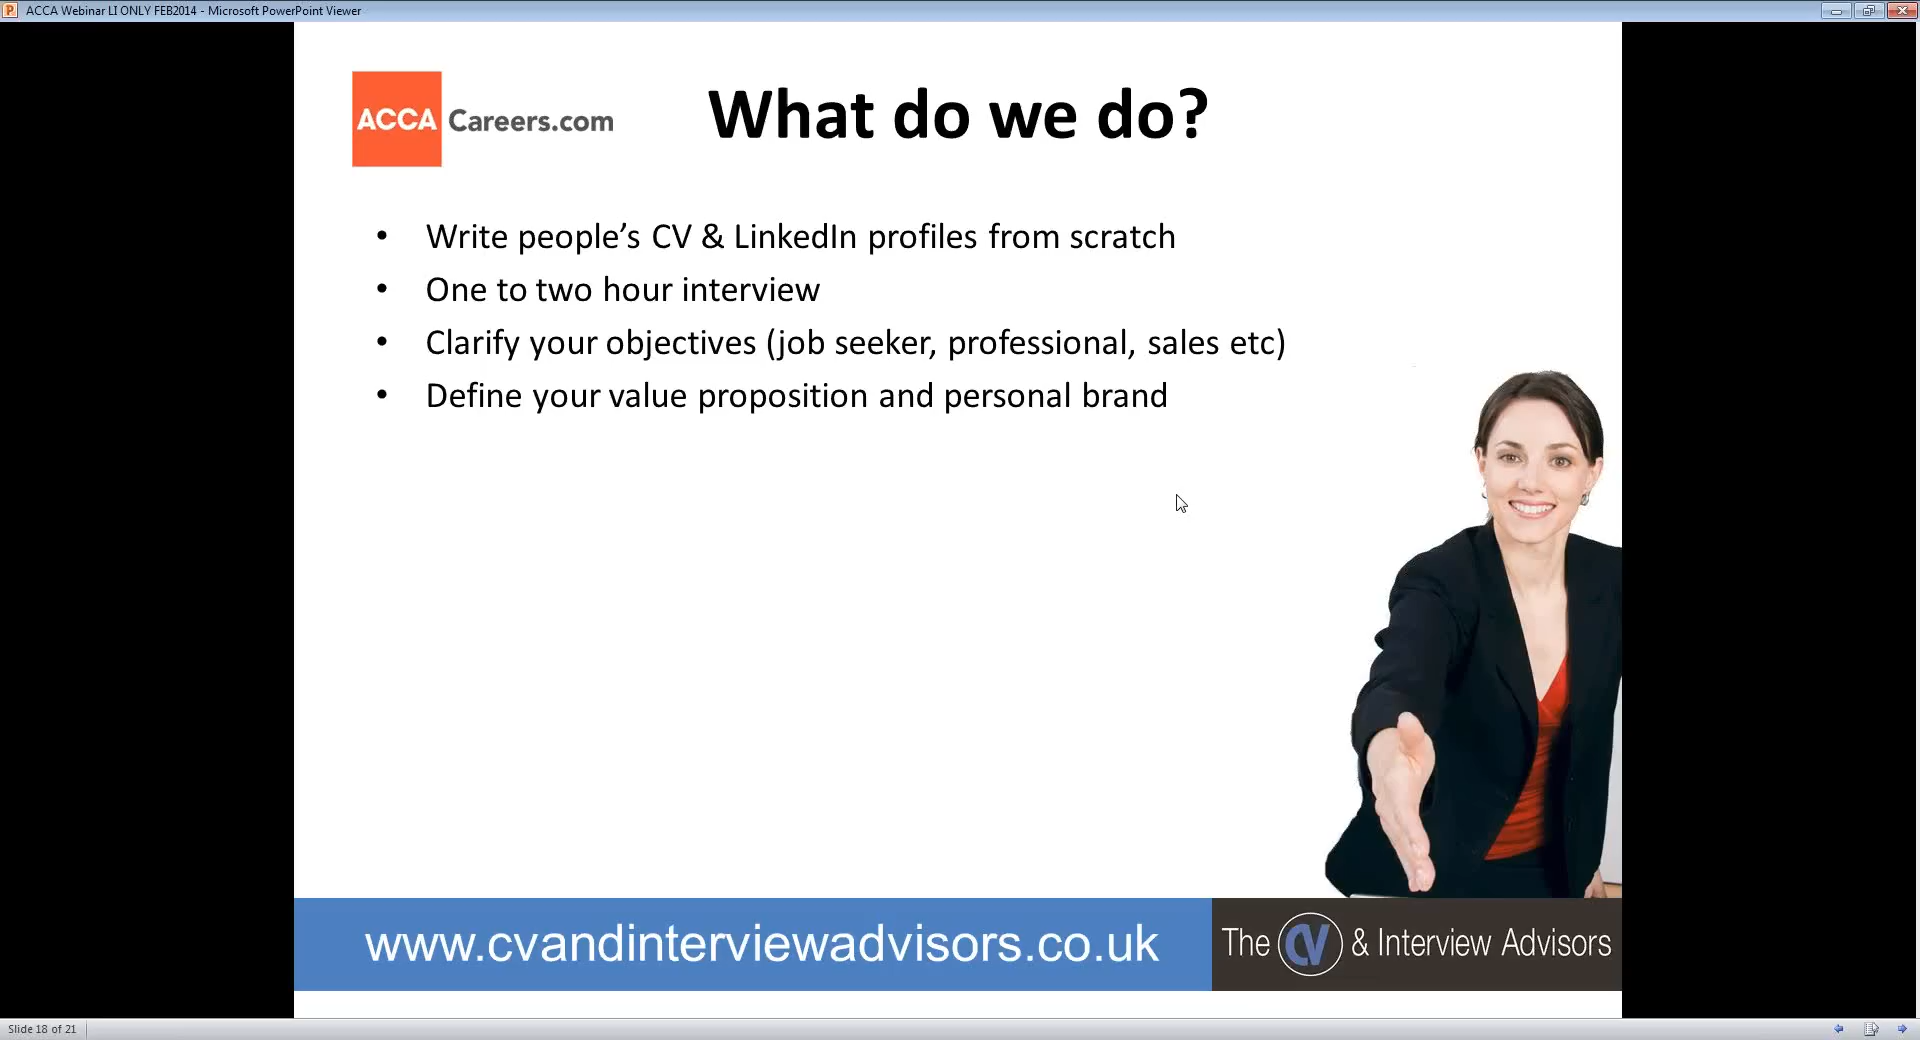 ACCA Webinar LI ONLY FEB2014 - Microsoft PowerPoint Viewer
ACCA Careers.com
What do we do?
• Write people’s CV & LinkedIn profiles from scratch
• One to two hour interview
• Clarify your objectives (job seeker, professional, sales etc)
• Define your value proposition and personal brand
www.cvandinterviewadvisors.co.uk
The CV & Interview Advisors
Slide 18 of 21